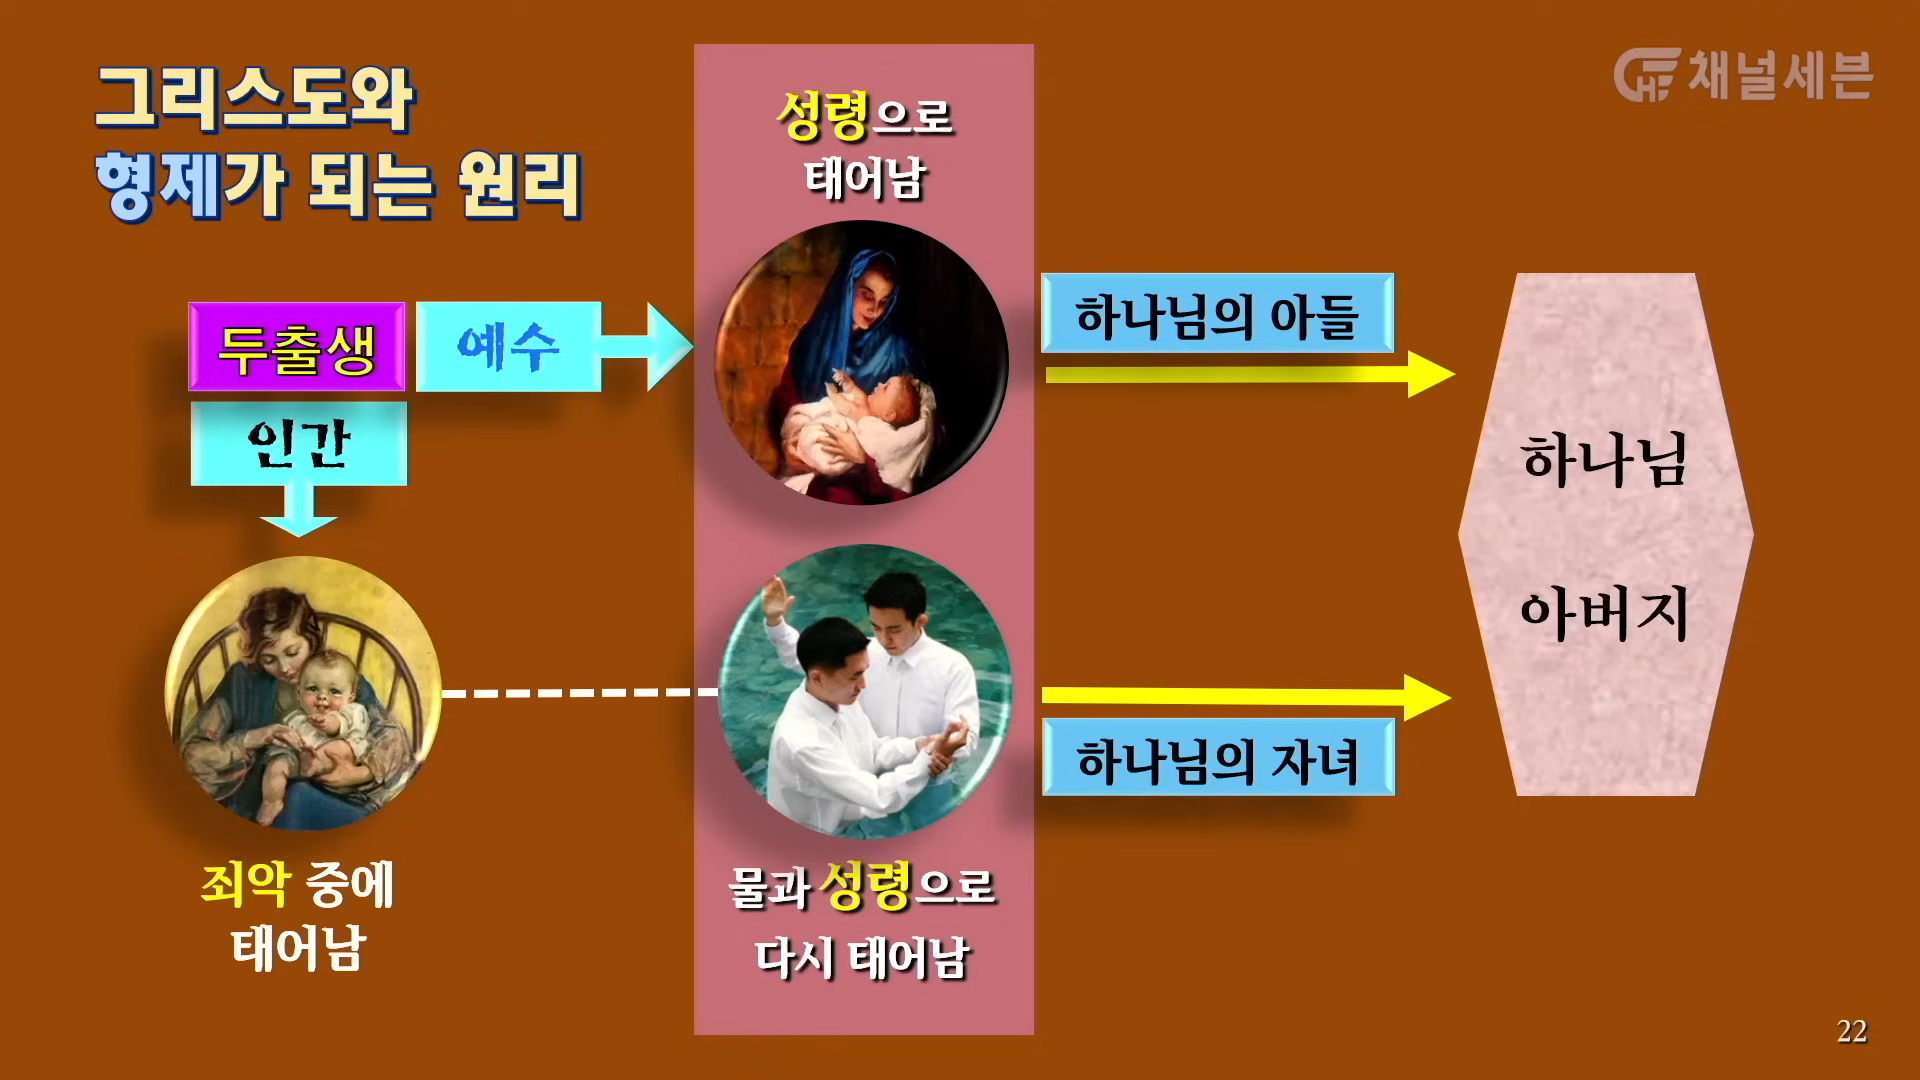 그리스도와
형제가 되는 원리
CHF 채널세븐
성령으로
태어남
두출생
예수
인간
하나님의 아들
하나님
아버지
하나님의 자녀
죄악 중에
태어남
물과 성령으로
다시 태어남
22